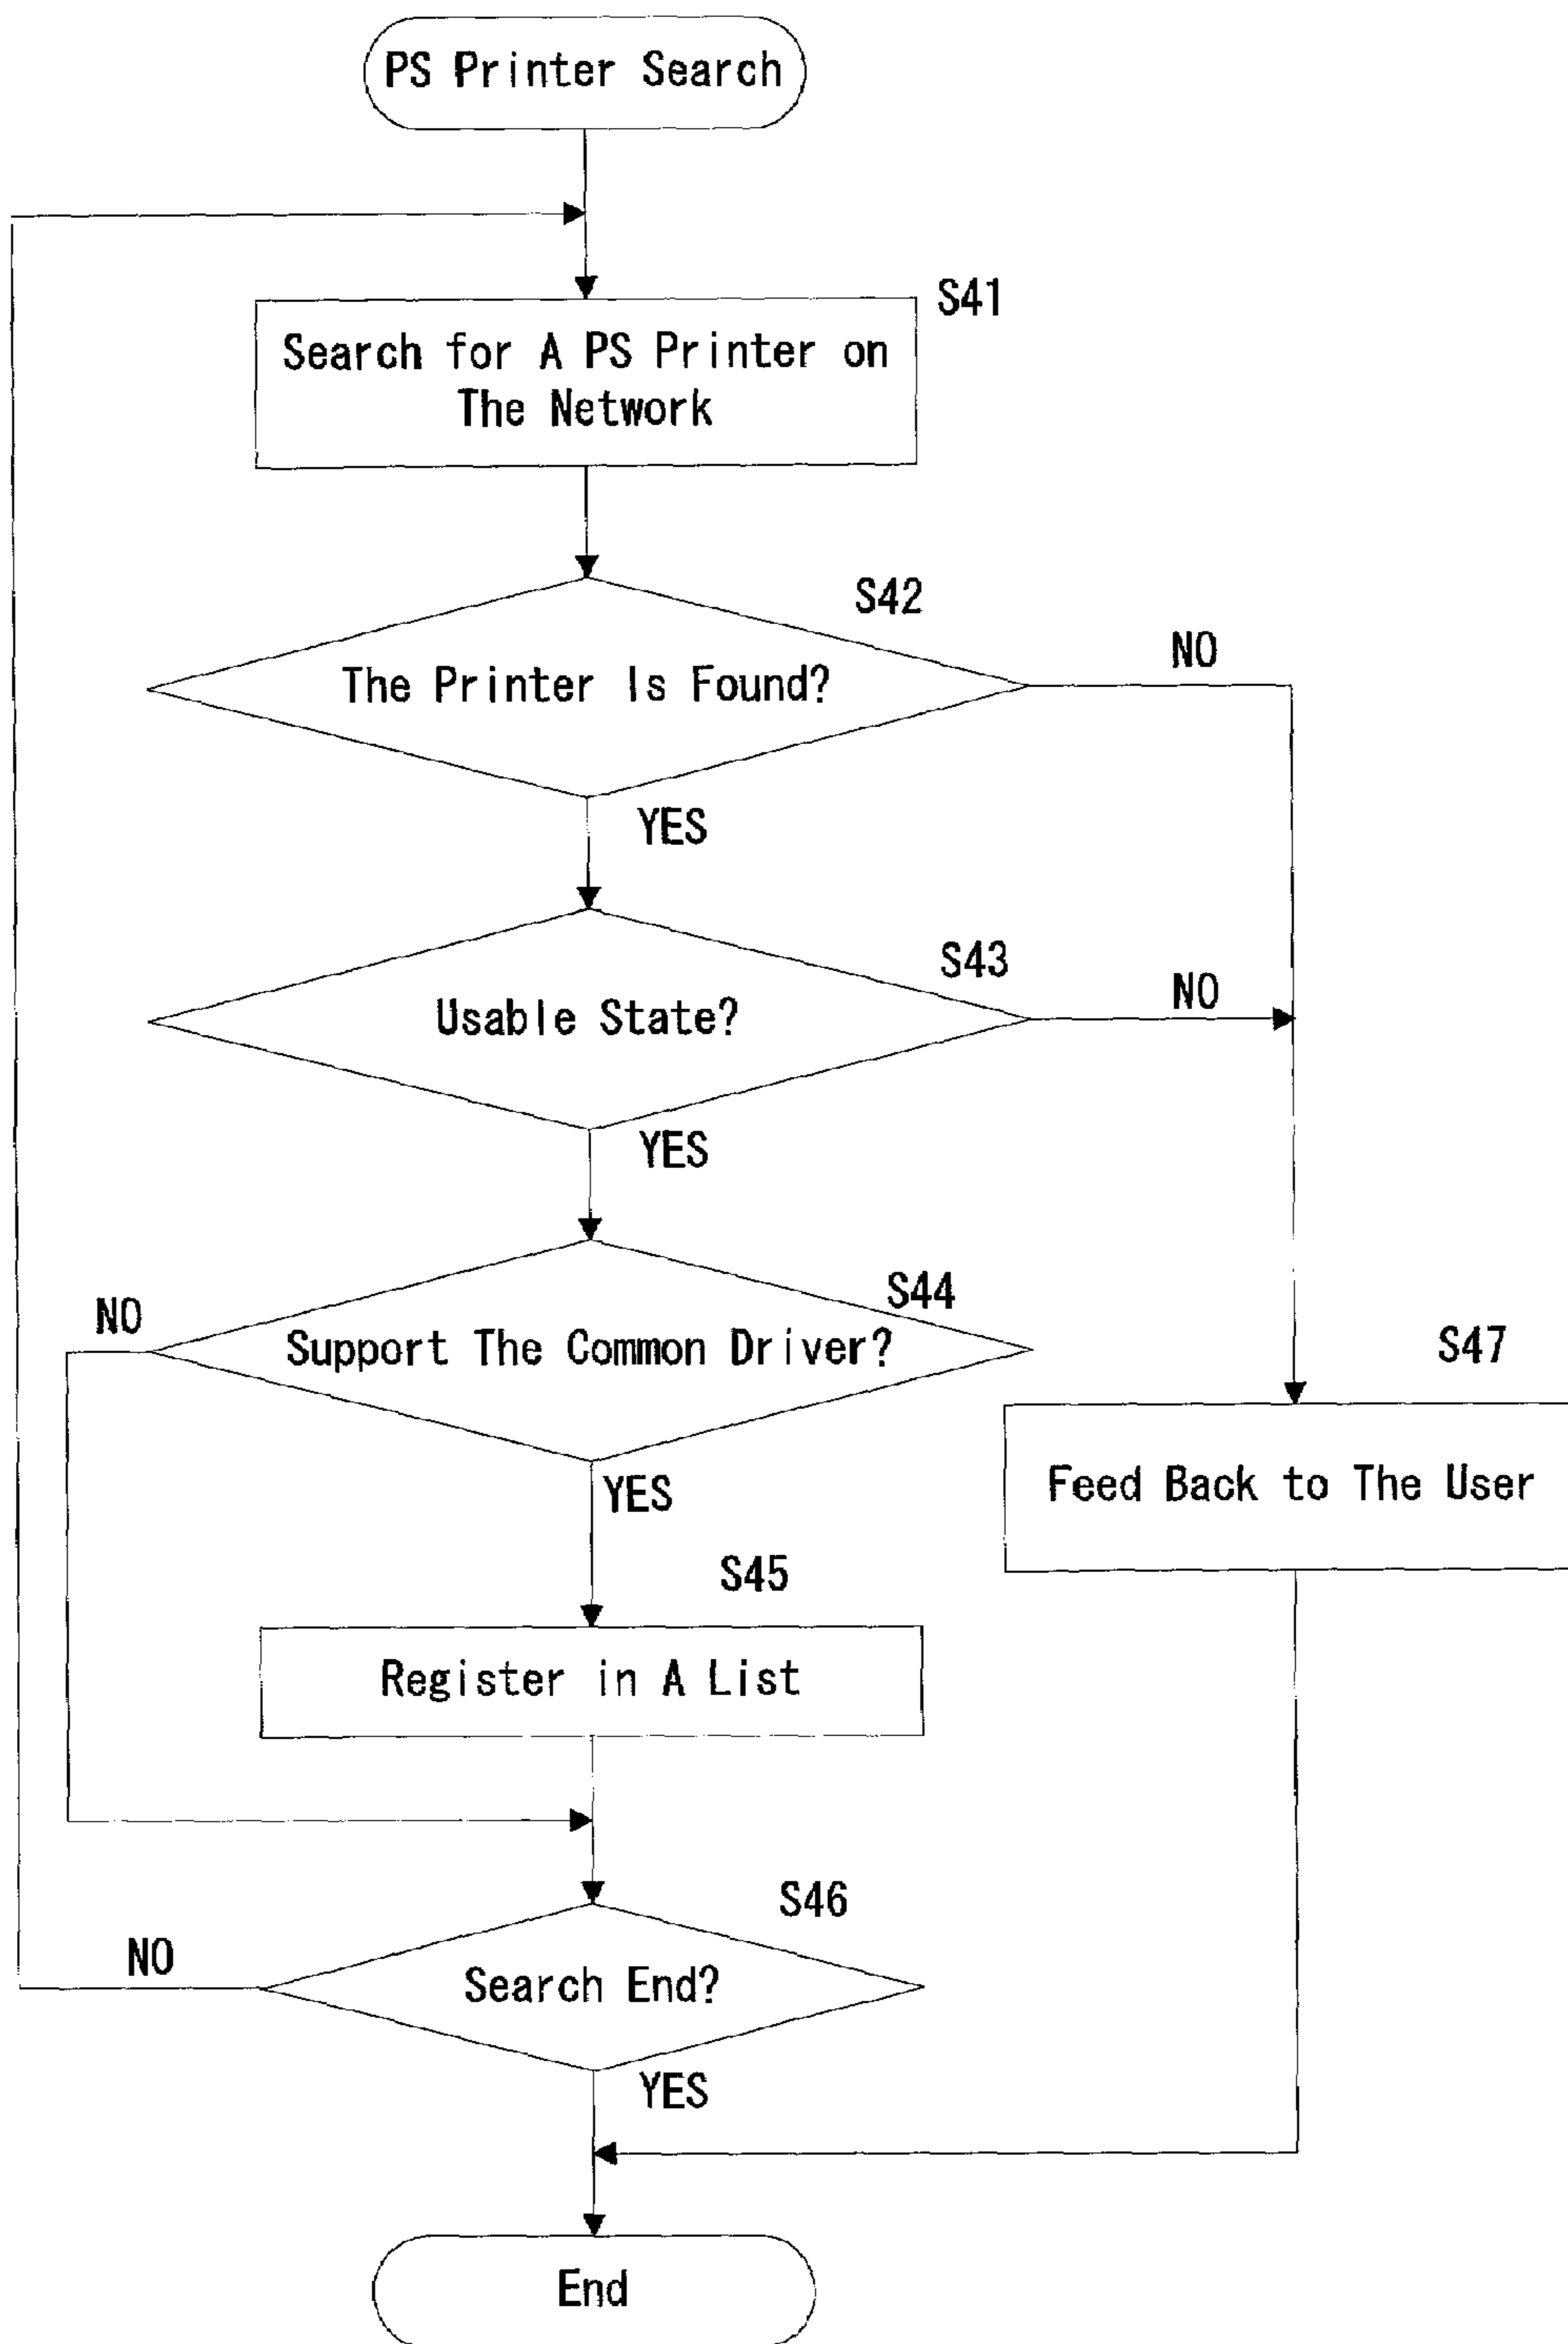 PS Printer Search
S41
Search for A PS Printer on
The Network
S42
NO
The Printer Is Found?
YES
S43
NO
Usable State?
YES
S44
NO
Support The Common Driver?
S47
YES
Feed Back to The User
S45
Register in A List
S46
NO
Search End?
YES
End